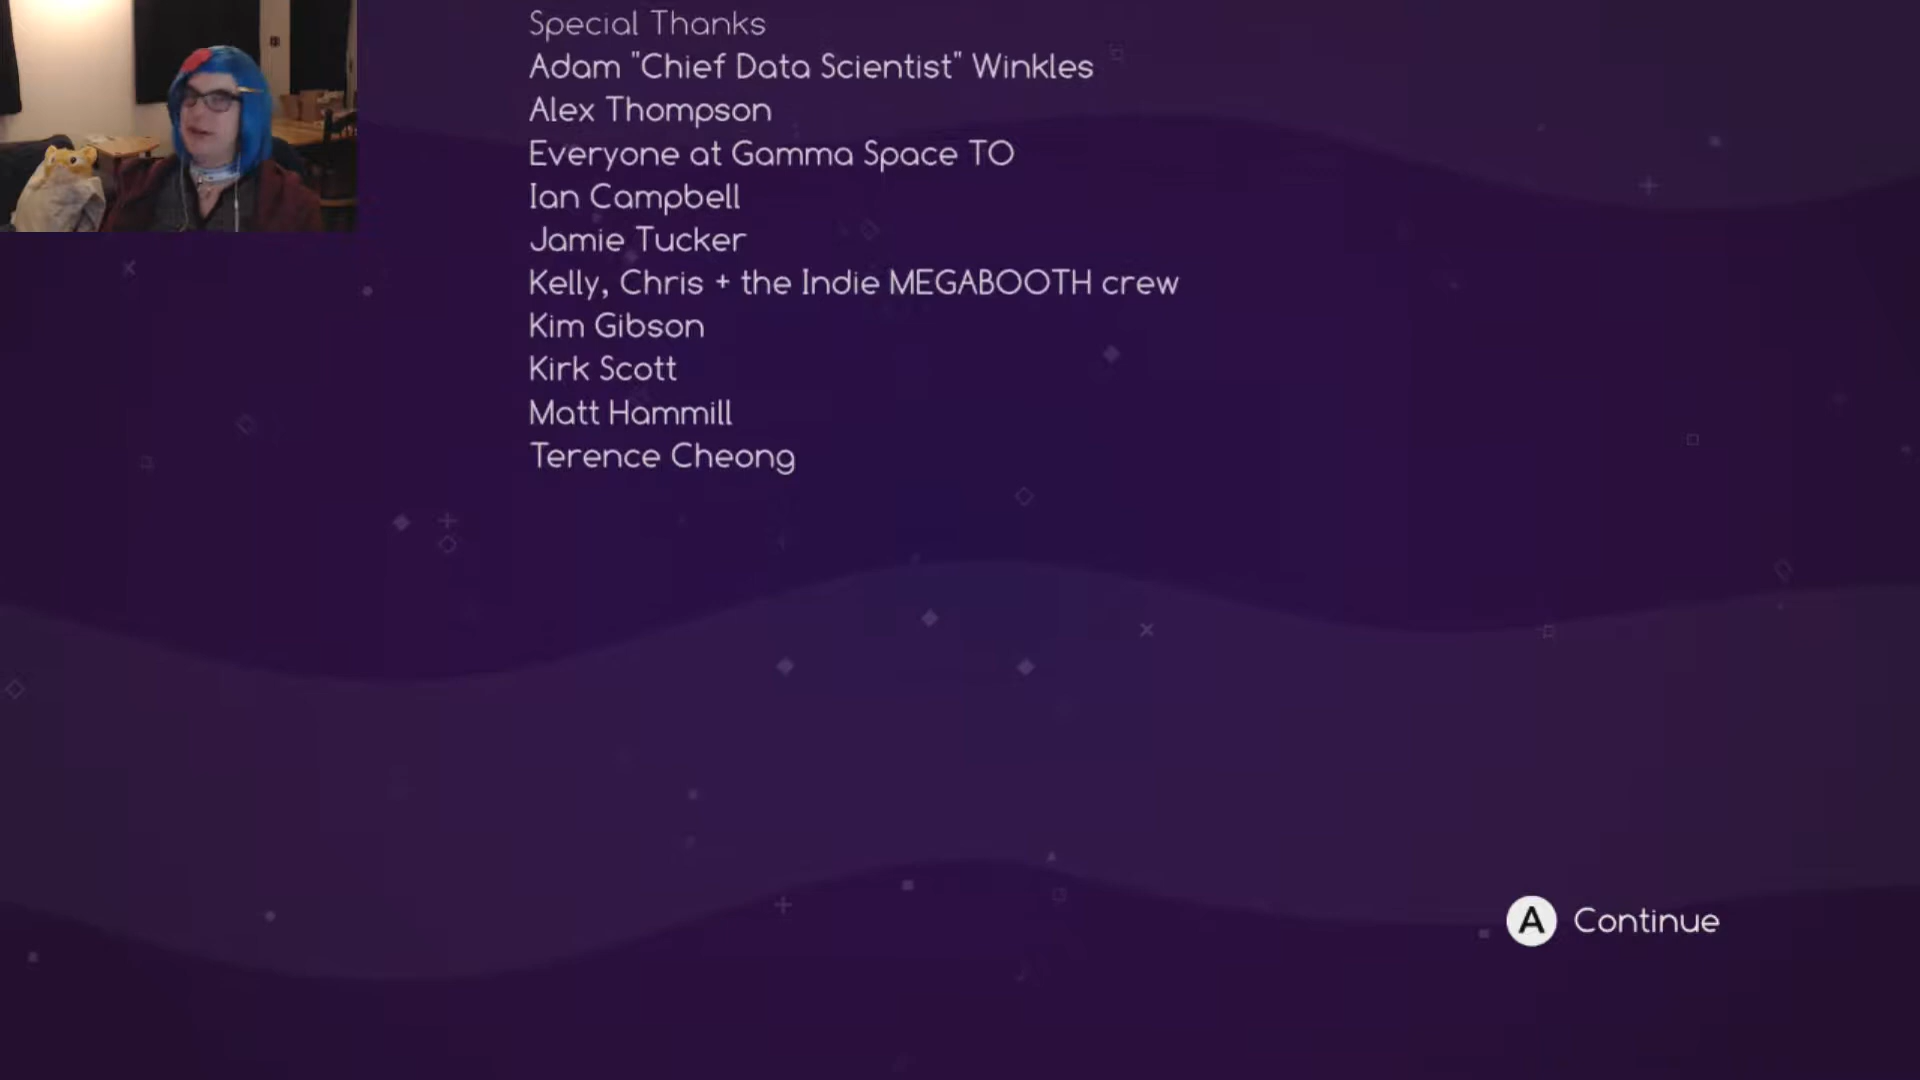 Special Thanks
Adam "Chief Data Scientist" Winkles
Alex Thompson
Everyone at Gamma Space TO
Ian Campbell
Jamie Tucker
Kelly, Chris + the Indie MEGABOOTH crew
Kim Gibson
Kirk Scott
Matt Hammill
Terence Cheong
A Continue